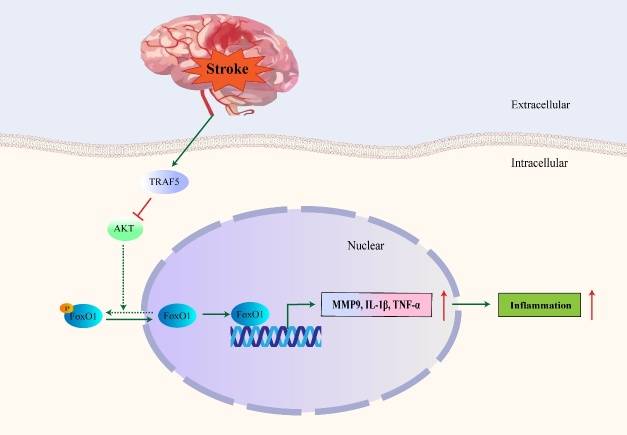 Stroke
Extracellular
Intracellular
TRAF5
AKT
Nuclear
P
FoxO1
FoxO1
FoxO1
MMP9, IL-1β, TNF-α
Inflammation